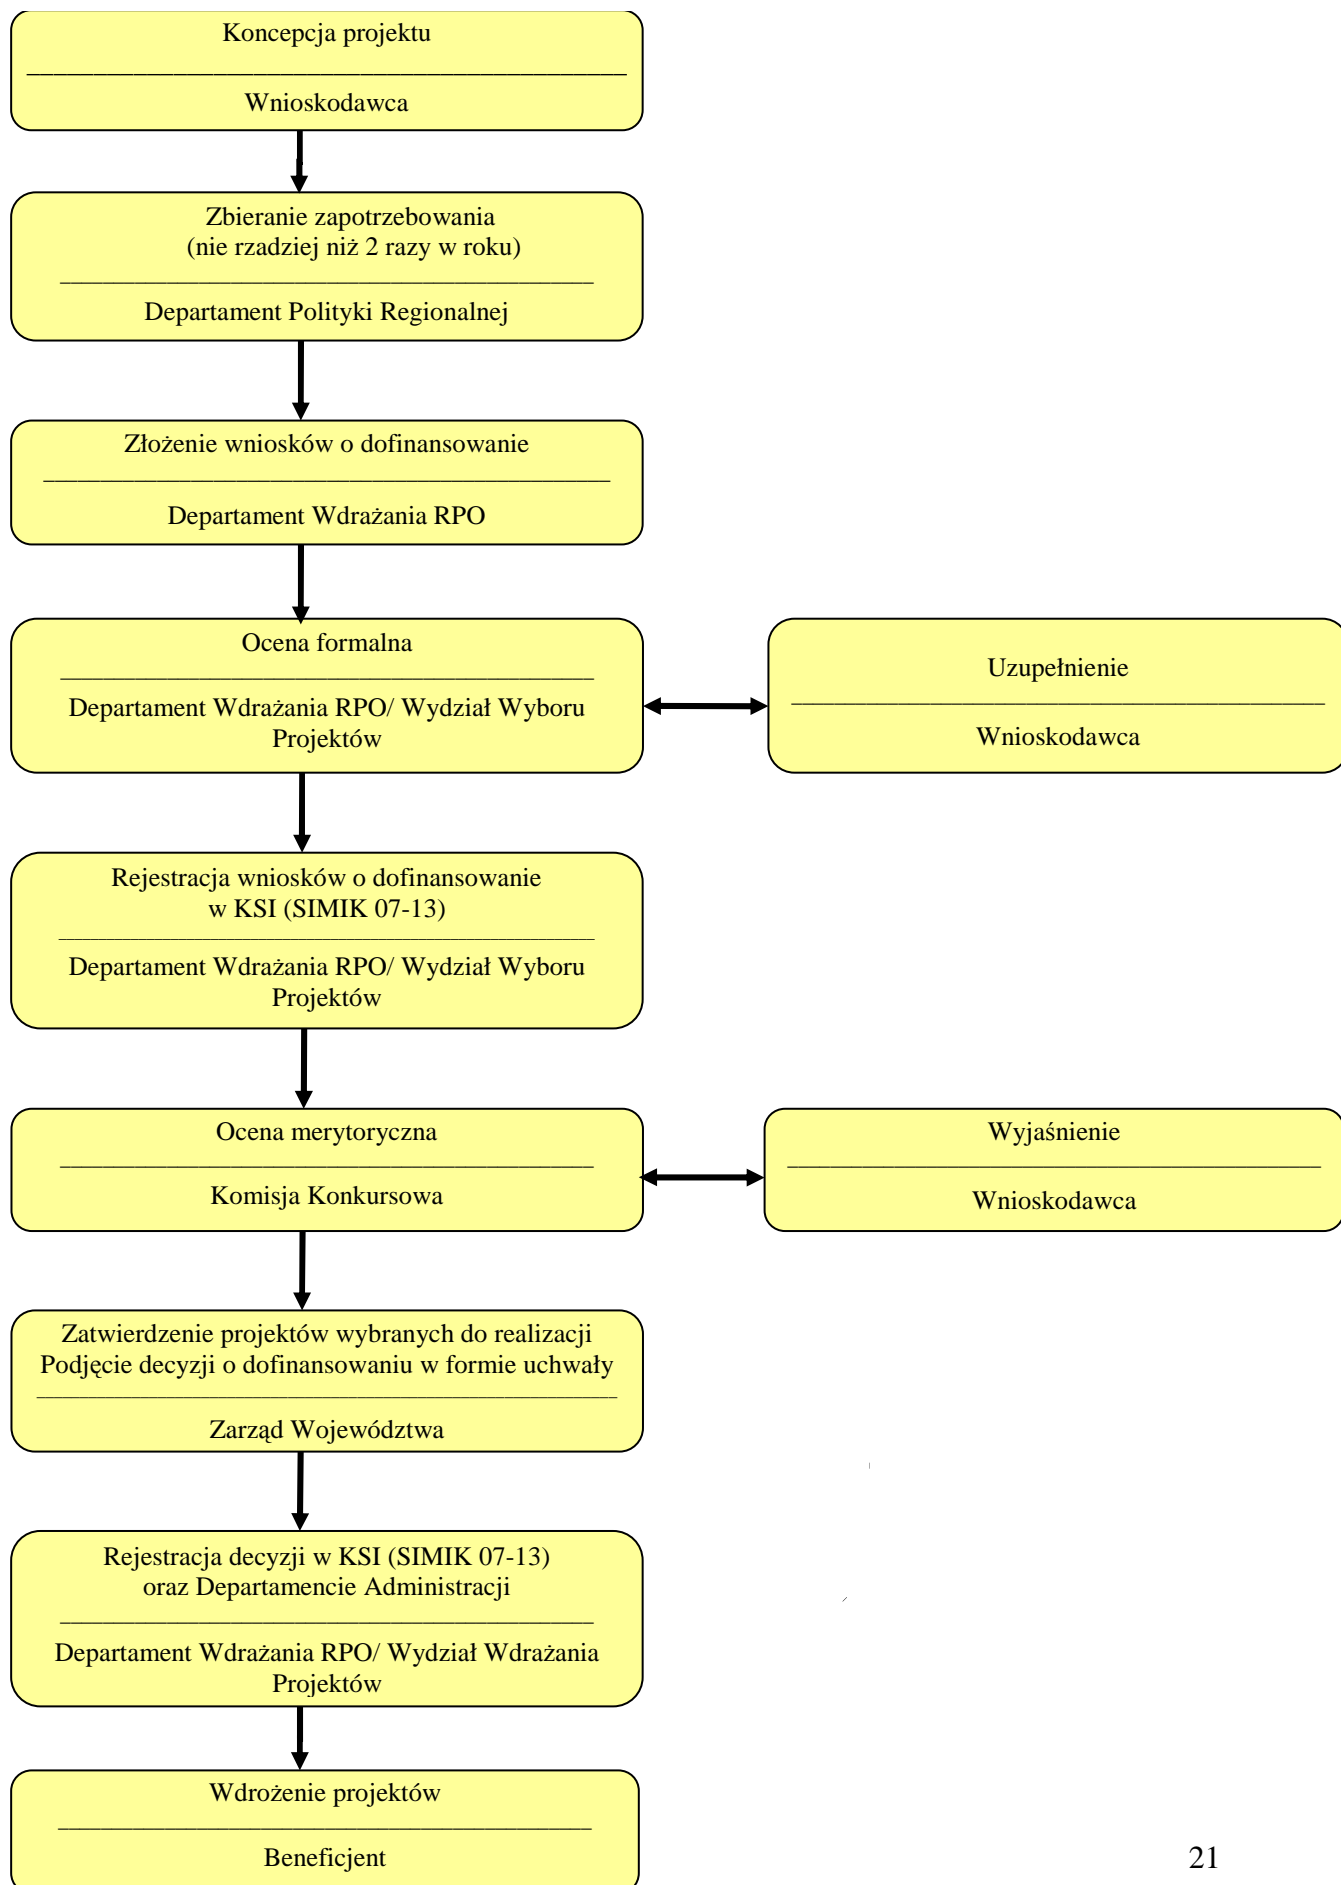 Koncepcja projektu
Wnioskodawca
Zbieranie zapotrzebowania
(nie rzadziej niż 2 razy w roku)
Departament Polityki Regionalnej
Złożenie wniosków o dofinansowanie
Departament Wdrażania RPO
Ocena formalna
Departament Wdrażania RPO/ Wydział Wyboru
Projektów
Uzupełnienie
Wnioskodawca
Rejestracja wniosków o dofinansowanie
w KSI (SIMIK 07-13)
Departament Wdrażania RPO/ Wydział Wyboru
Projektów
Ocena merytoryczna
Komisja Konkursowa
Wyjaśnienie
Wnioskodawca
Zatwierdzenie projektów wybranych do realizacji
Podjęcie decyzji o dofinansowaniu w formie uchwały
Zarząd Województwa
Rejestracja decyzji w KSI (SIMIK 07-13)
oraz Departamencie Administracji
Departament Wdrażania RPO/ Wydział Wdrażania
Projektów
Wdrożenie projektów
Beneficjent
21